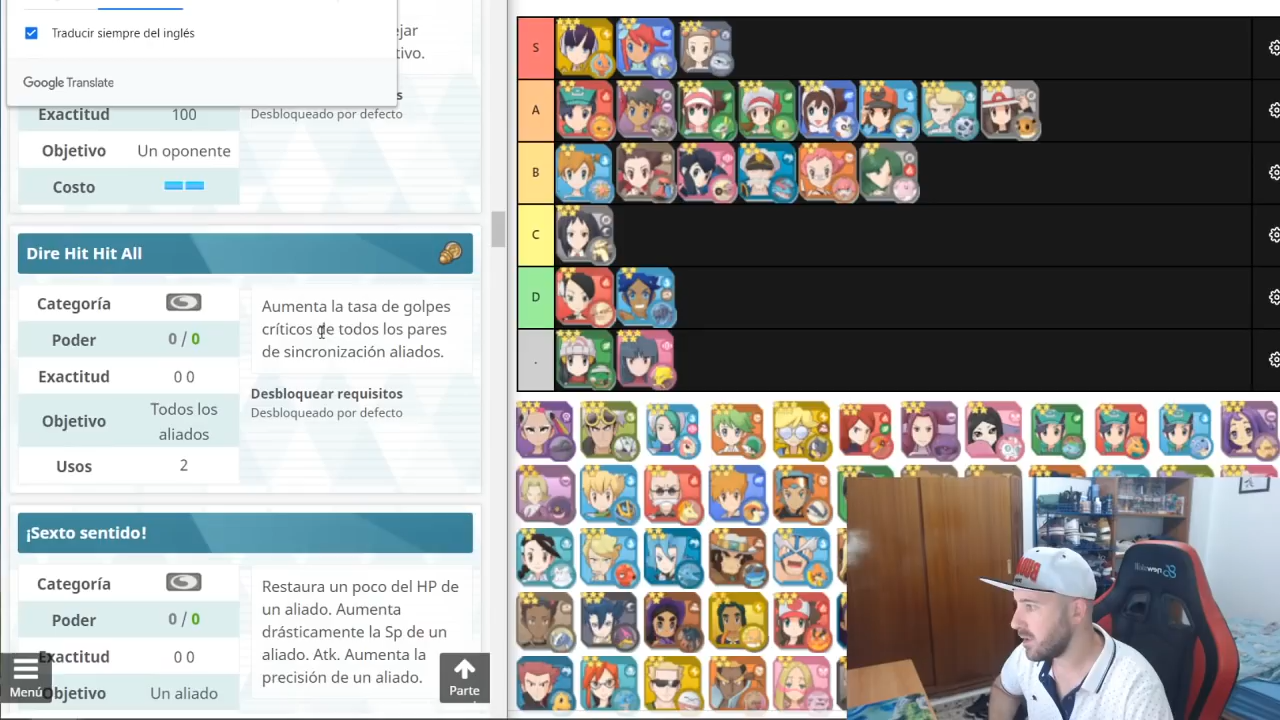 Traducir siempre del inglés
Google Translate
ejar
tivo.
s
Desbloqueado por defecto
Exactitud 100
Objetivo Un oponente
Costo
Dire Hit Hit All
Categoría
Poder 0 / 0
Exactitud 0 0
Objetivo Todos los
aliados
Usos 2
Aumenta la tasa de golpes
críticos de todos los pares
de sincronización aliados.
Desbloquear requisitos
Desbloqueado por defecto
¡Sexto sentido!
Categoría
Poder 0 / 0
Exactitud 0 0
Objetivo Un aliado
Restaura un poco del HP de
un aliado. Aumenta
drásticamente la Sp de un
aliado. Atk. Aumenta la
precisión de un aliado.
Menú
Parte
S
A
B
C
D
.